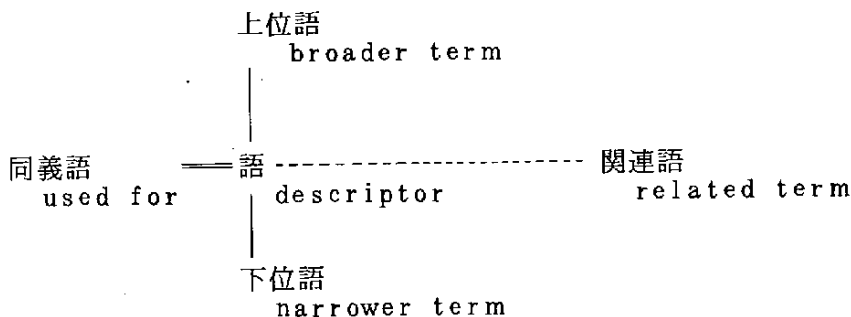 上位語
broader term
同義語 語 関連語
used for descriptor related term
下位語
narrower term